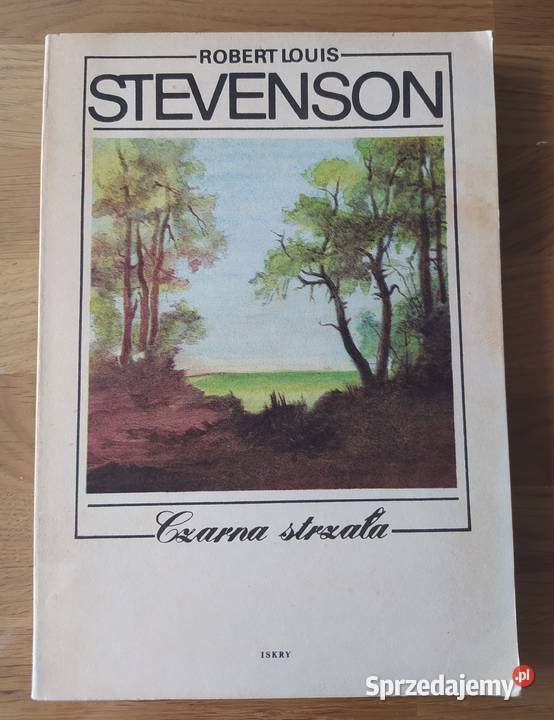 ROBERT LOUIS
STEVENSON
Czarna strzała
ISKRY
Sprzedajemy.pl